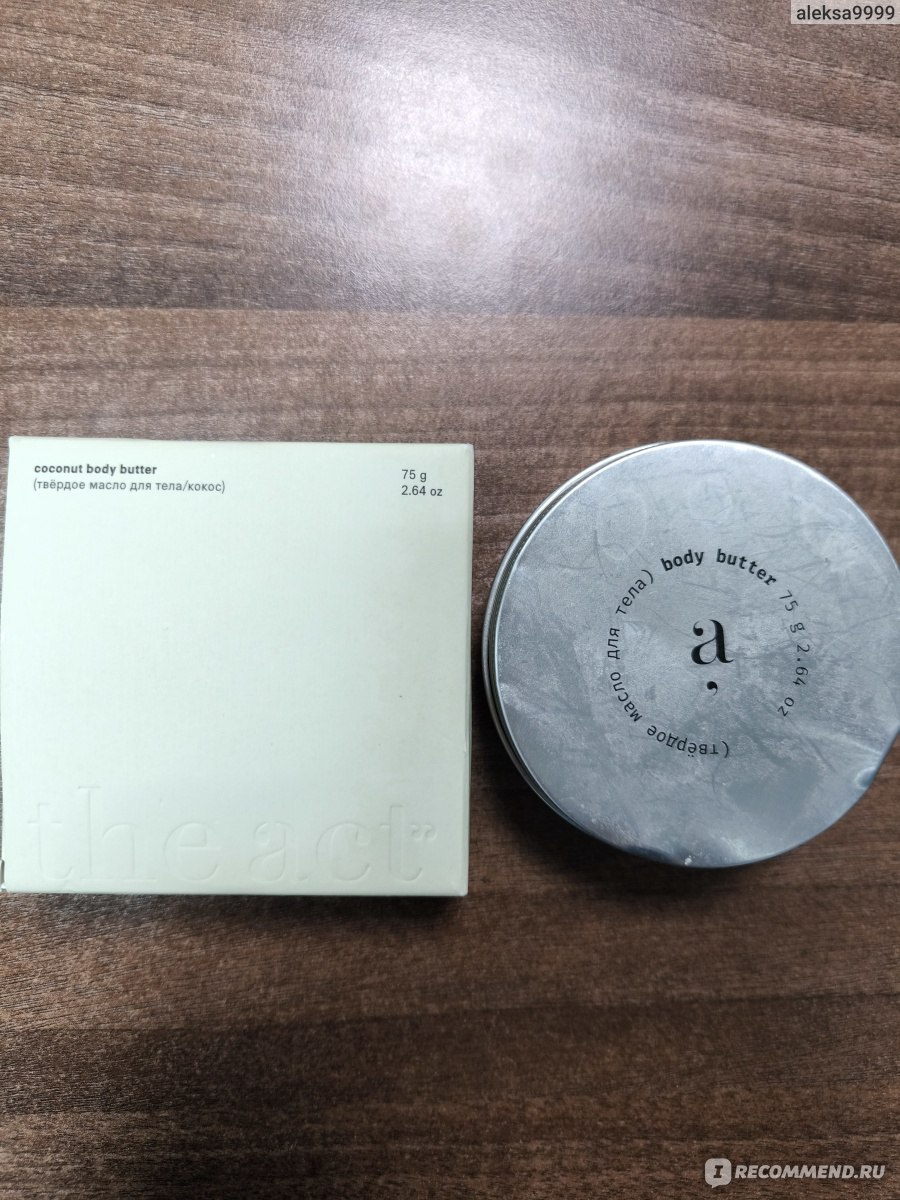 aleksa9999
coconut body butter
(твёрдое масло для тела/кокос)
75 g
2.64 oz
the act”
body butter 75 g 2.64 oz
(твёрдое масло для тела)
a,
IRECOMMEND.RU